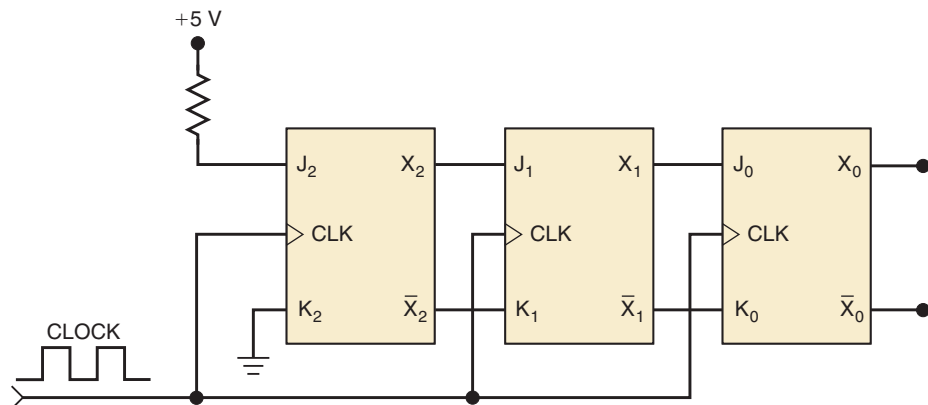 +5 V
J₂ X₂ J₁ X₁ J₀ X₀
CLK CLK CLK
K₂ X̅₂ K₁ X̅₁ K₀ X̅₀
CLOCK